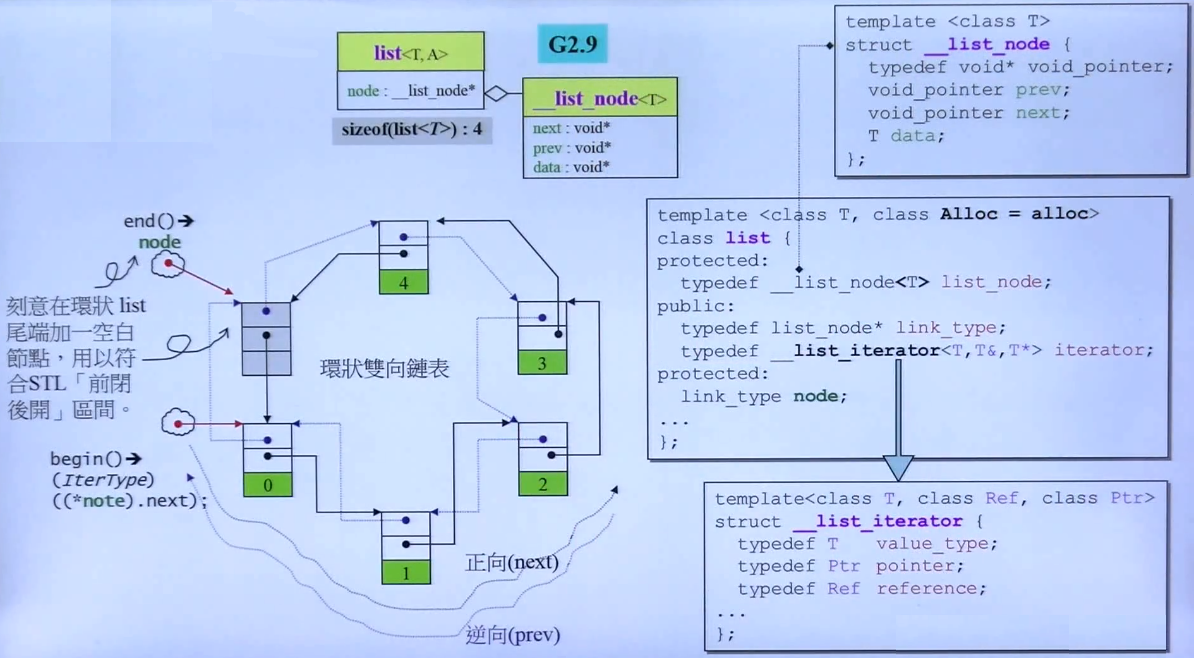 G2.9
list<T, A>
node : __list_node*
sizeof(list<T>) : 4
__list_node<T>
next : void*
prev : void*
data : void*
template <class T>
struct __list_node {
typedef void* void_pointer;
void_pointer prev;
void_pointer next;
T data;
};
template <class T, class Alloc = alloc>
class list {
protected:
typedef __list_node<T> list_node;
public:
typedef list_node* link_type;
typedef __list_iterator<T,T&,T*> iterator;
protected:
link_type node;
...
};
template<class T, class Ref, class Ptr>
struct __list_iterator {
typedef T value_type;
typedef Ptr pointer;
typedef Ref reference;
...
};
end()➔
node
刻意在環狀 list
尾端加一空白
節點，用以符
合STL「前閉
後開」區間。
begin()➔
(IterType)
((*note).next);
環狀雙向鏈表
4
3
2
1
0
正向(next)
逆向(prev)